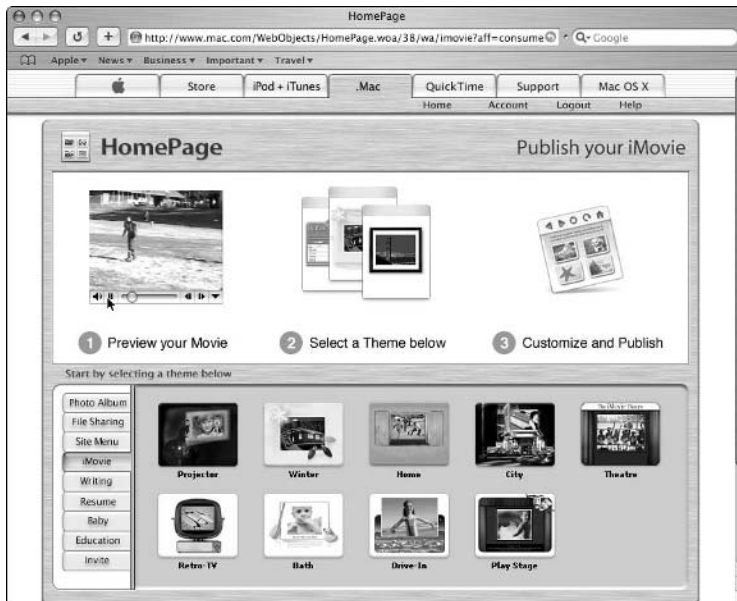 HomePage
http://www.mac.com/WebObjects/HomePage.woa/38/wa/imovie?aff=consume
Google
Apple News Business Important Travel
Store iPod + iTunes .Mac QuickTime Support Mac OS X
Home Account Logout Help
HomePage
Publish your iMovie
1 Preview your Movie
2 Select a Theme below
3 Customize and Publish
Start by selecting a theme below
Photo Album
File Sharing
Site Menu
iMovie
Writing
Resume
Baby
Education
Invite
Projector Winter Home City Theatre
Retro-TV Bath Drive-In Play Stage